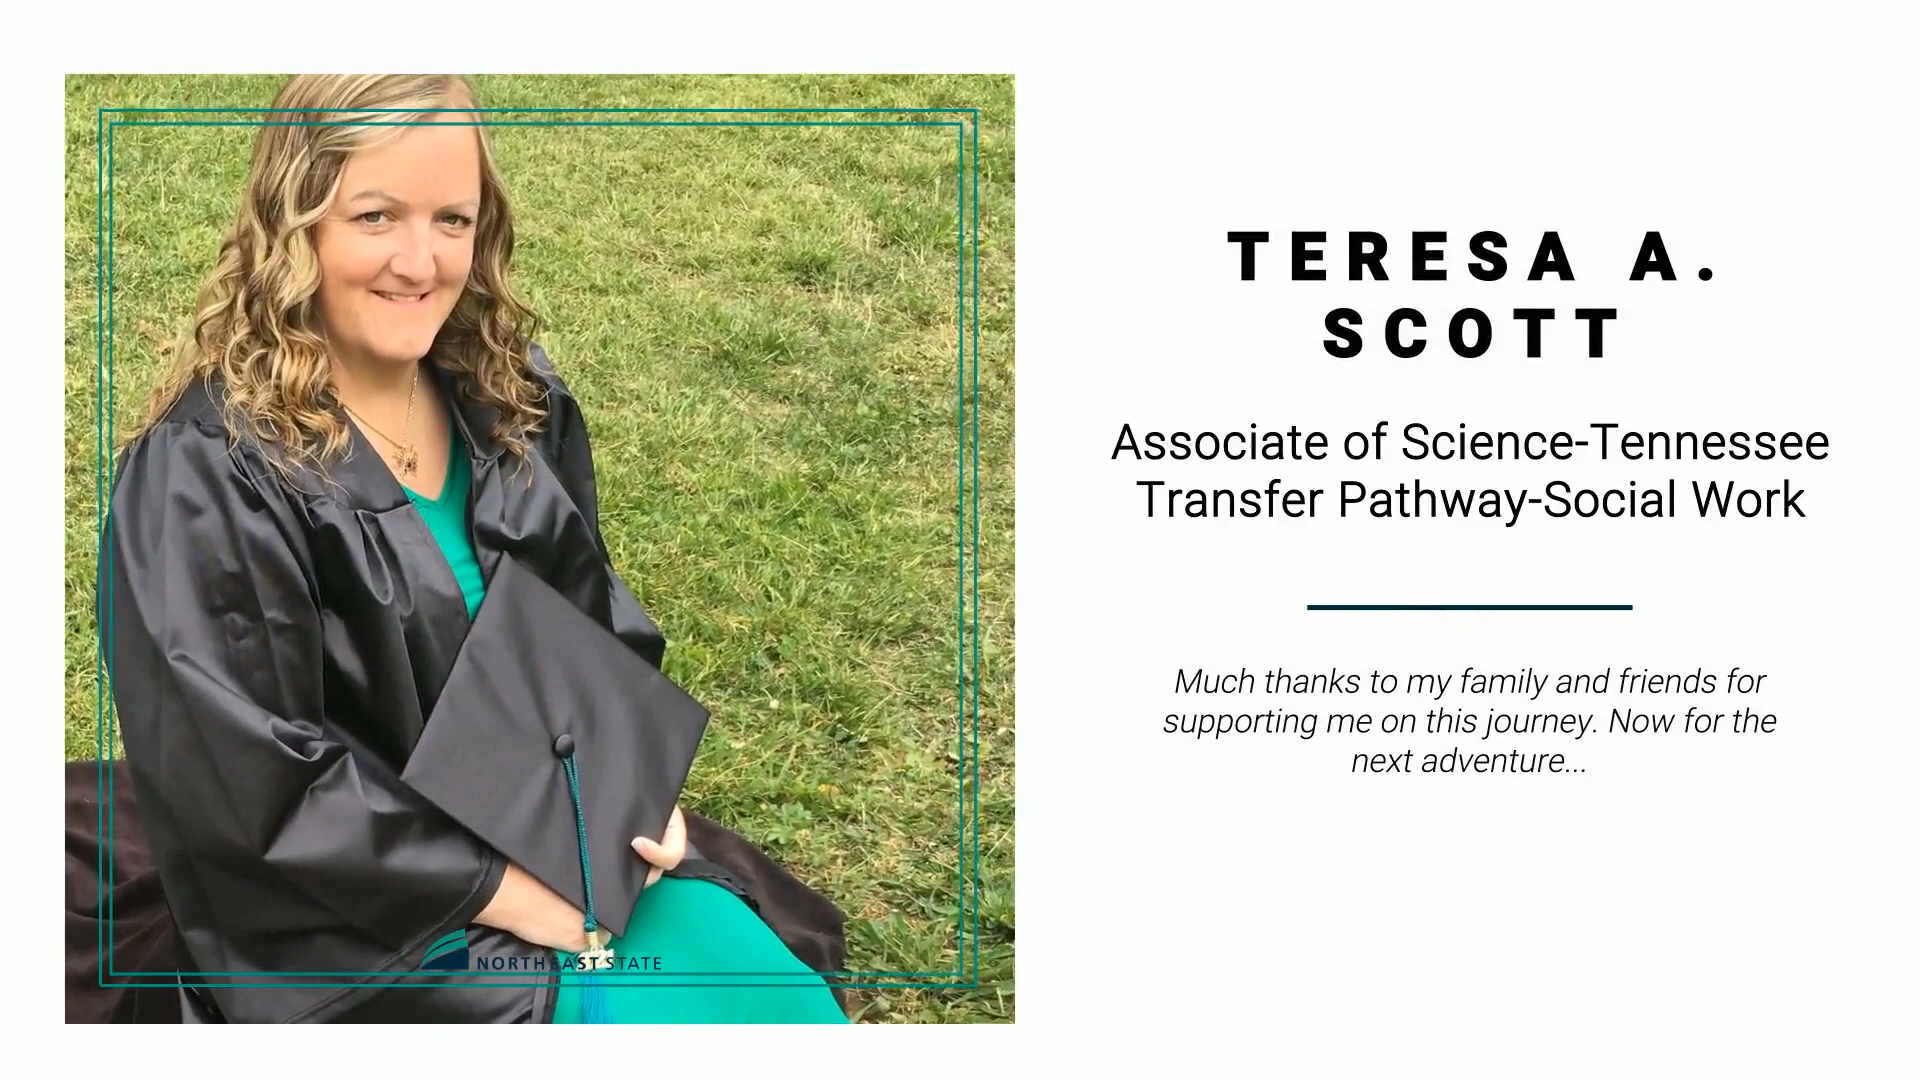 TERESA A.
SCOTT
Associate of Science-Tennessee
Transfer Pathway-Social Work
Much thanks to my family and friends for
supporting me on this journey. Now for the
next adventure...
NORTHEAST STATE